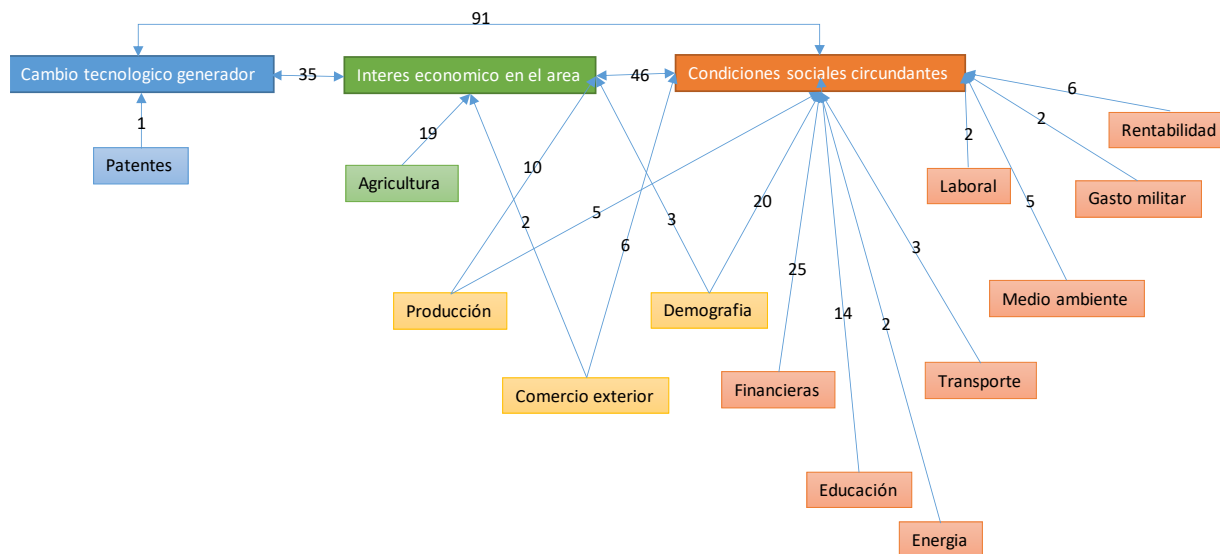 91
Cambio tecnologico generador
35
Interes economico en el area
46
Condiciones sociales circundantes
6
1
19
2
2
Rentabilidad
Patentes
Agricultura
10
Laboral
Gasto militar
20
5
5
2
3
6
3
25
Producción
Demografia
Medio ambiente
14
2
Comercio exterior
Financieras
Transporte
Educación
Energia